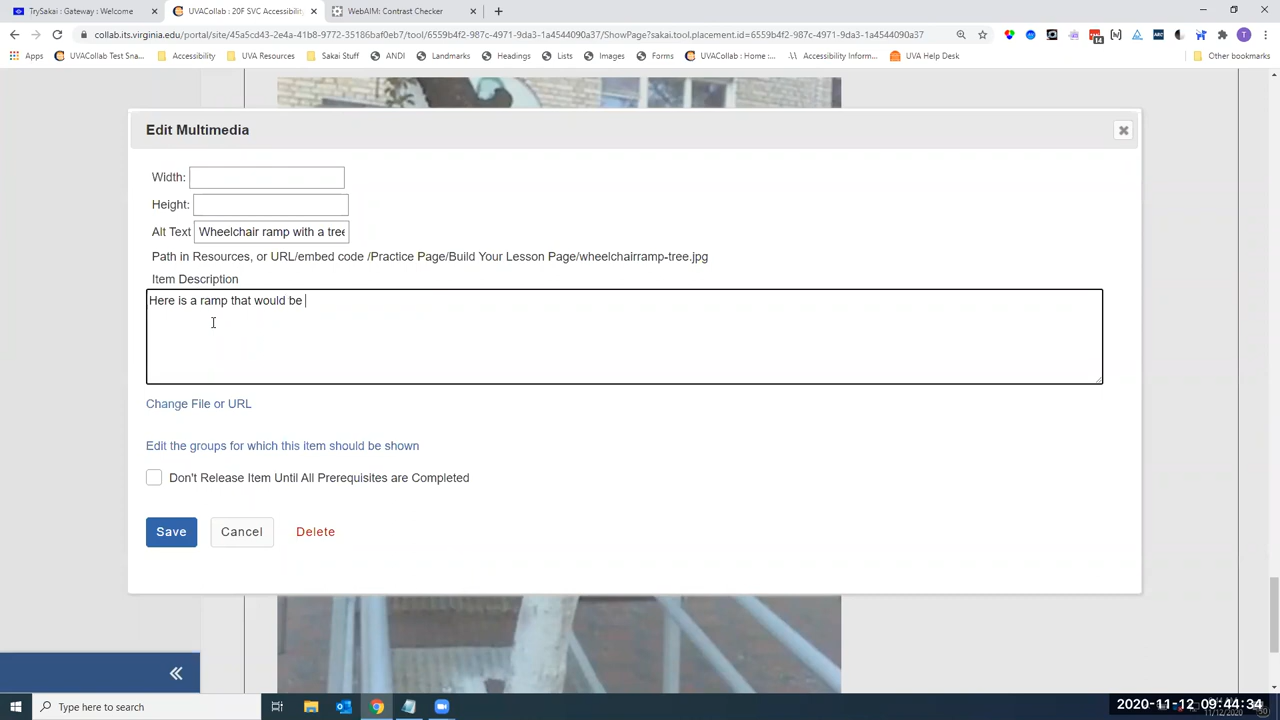 TrySakai : Gateway : Welcome
UVACollab : 20F SVC Accessibility
WebAIM: Contrast Checker
collab.its.virginia.edu/portal/site/45a5cd43-2e4a-41b8-9772-35186baf0eb7/tool/6559b4f2-987c-4971-9da3-1a4544090a37/ShowPage?sakai.tool.placement.id=6559b4f2-987c-4971-9da3-1a4544090a37
14
ABC
T
Apps
UVACollab Test Sna...
Accessibility
UVA Resources
Sakai Stuff
ANDI
Landmarks
Headings
Lists
Images
Forms
UVACollab : Home :...
Accessibility Inform...
UVA Help Desk
Other bookmarks
Edit Multimedia
Width:
Height:
Alt Text Wheelchair ramp with a tree
Path in Resources, or URL/embed code /Practice Page/Build Your Lesson Page/wheelchairramp-tree.jpg
Item Description
Here is a ramp that would be
Change File or URL
Edit the groups for which this item should be shown
Don't Release Item Until All Prerequisites are Completed
Save Cancel Delete
Type here to search
2020-11-12 09:44:34